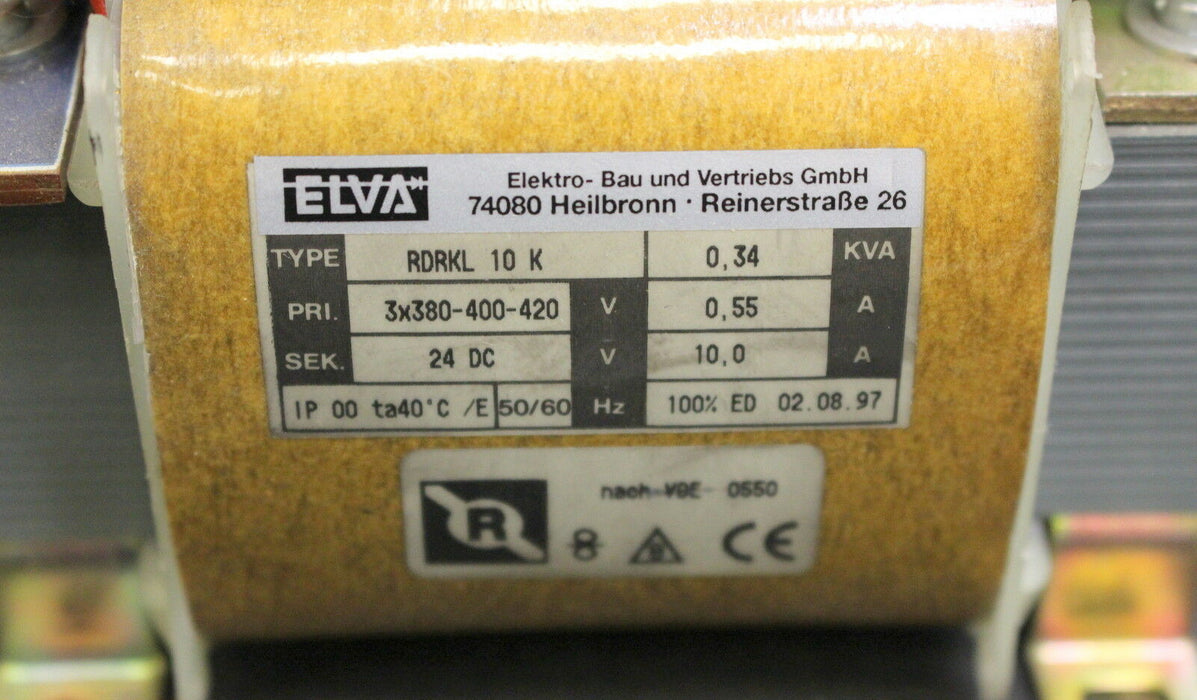 ELVA Elektro- Bau und Vertriebs GmbH
74080 Heilbronn · Reinerstraße 26
TYPE RDRKL 10 K 0,34 KVA
PRI. 3x380-400-420 V 0,55 A
SEK. 24 DC V 10,0 A
IP 00 ta40°C /E 50/60 Hz 100% ED 02.08.97
nach VDE 0550
R CE